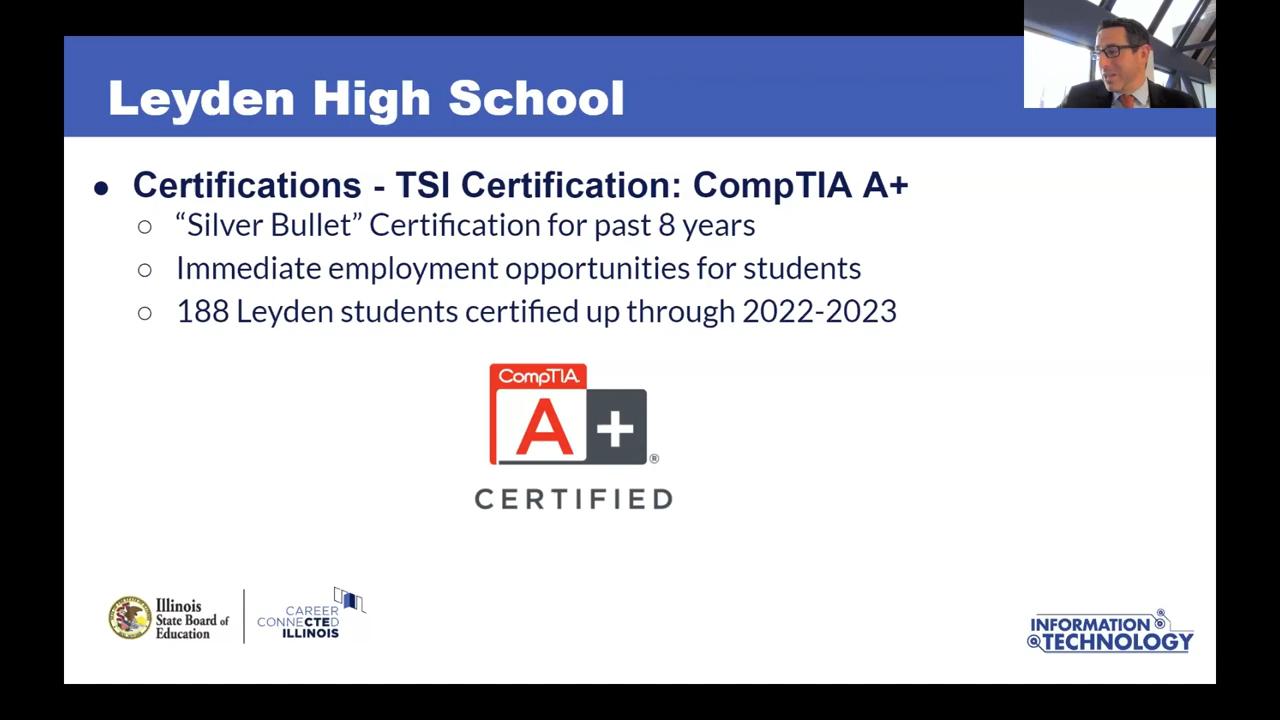 Leyden High School
● Certifications - TSI Certification: CompTIA A+
○ “Silver Bullet” Certification for past 8 years
○ Immediate employment opportunities for students
○ 188 Leyden students certified up through 2022-2023
CompTIA.
A+
®
CERTIFIED
Illinois
State Board of
Education
CAREER
CONNECTED
ILLINOIS
INFORMATION
TECHNOLOGY